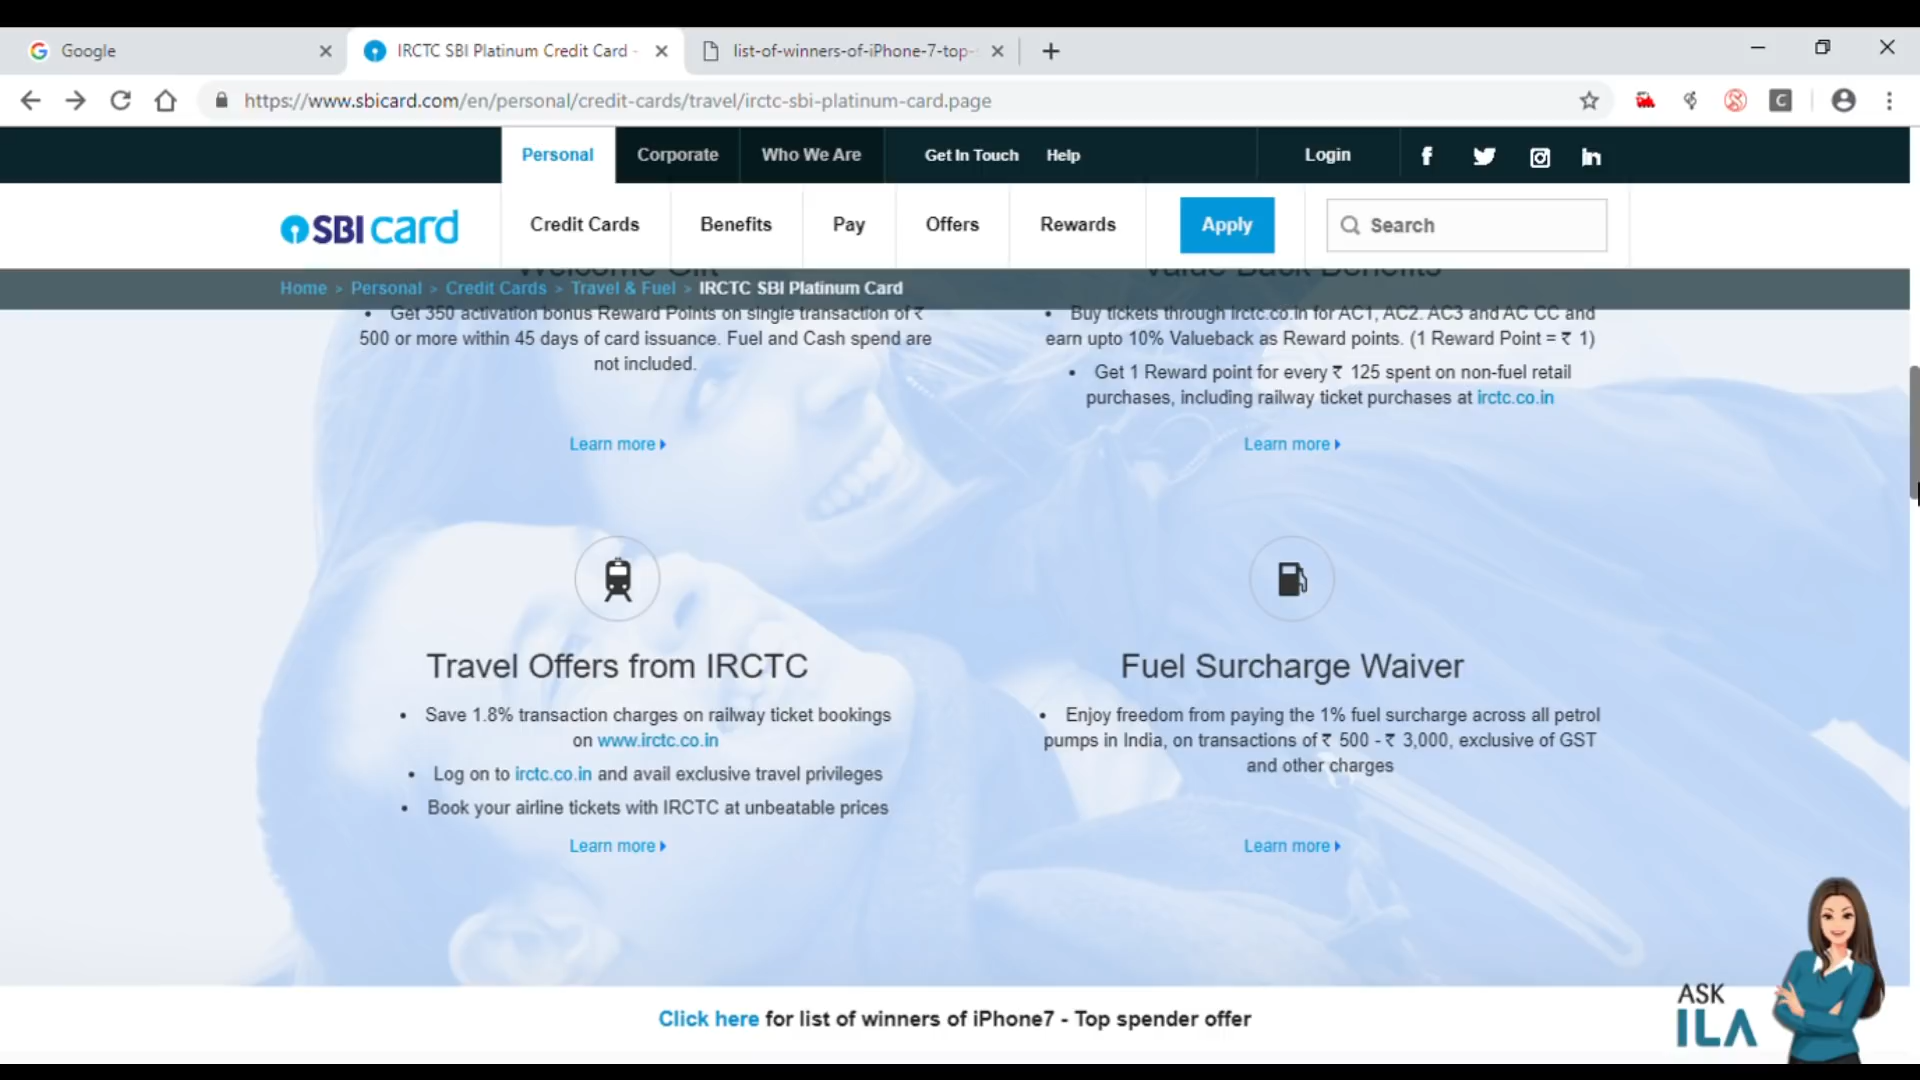 Google
IRCTC SBI Platinum Credit Card -
list-of-winners-of-iPhone-7-top-
https://www.sbicard.com/en/personal/credit-cards/travel/irctc-sbi-platinum-card.page
C
Personal Corporate Who We Are Get In Touch Help Login
SBI card
Credit Cards Benefits Pay Offers Rewards Apply Search
Welcome Gift
Value Back Benefits
Home > Personal > Credit Cards > Travel & Fuel > IRCTC SBI Platinum Card
• Get 350 activation bonus Reward Points on single transaction of ₹
500 or more within 45 days of card issuance. Fuel and Cash spend are
not included.
Learn more
• Buy tickets through irctc.co.in for AC1, AC2. AC3 and AC CC and
earn upto 10% Valueback as Reward points. (1 Reward Point = ₹ 1)
• Get 1 Reward point for every ₹ 125 spent on non-fuel retail
purchases, including railway ticket purchases at irctc.co.in
Learn more
Travel Offers from IRCTC
• Save 1.8% transaction charges on railway ticket bookings
on www.irctc.co.in
• Log on to irctc.co.in and avail exclusive travel privileges
• Book your airline tickets with IRCTC at unbeatable prices
Learn more
Fuel Surcharge Waiver
• Enjoy freedom from paying the 1% fuel surcharge across all petrol
pumps in India, on transactions of ₹ 500 - ₹ 3,000, exclusive of GST
and other charges
Learn more
Click here for list of winners of iPhone7 - Top spender offer
ASK
ILA